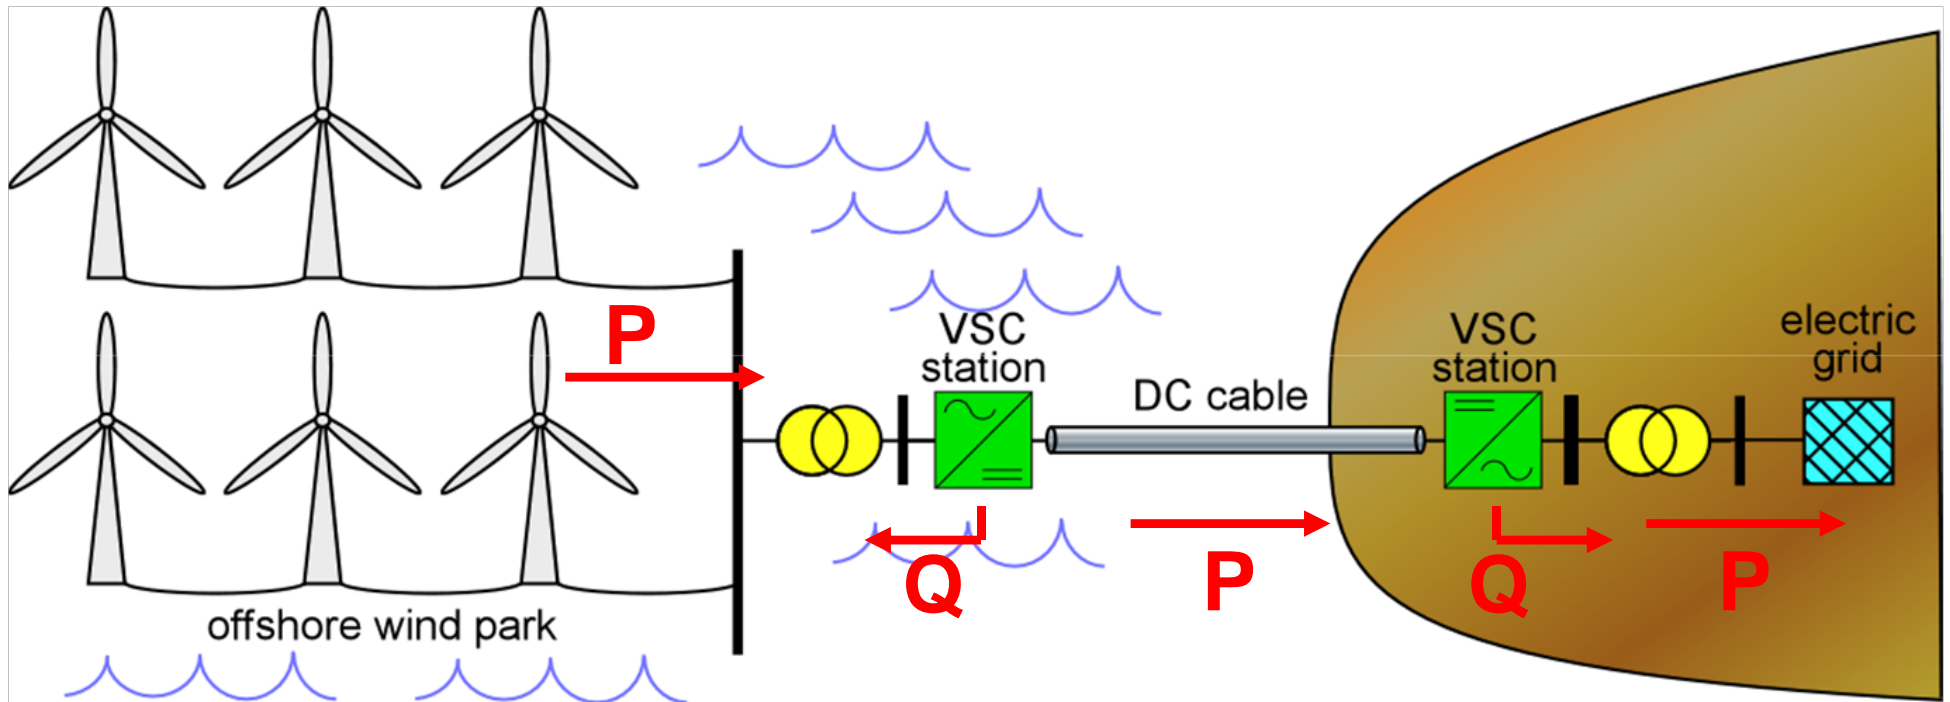 P
VSC
station
DC cable
VSC
station
electric
grid
Q
P
Q
P
offshore wind park